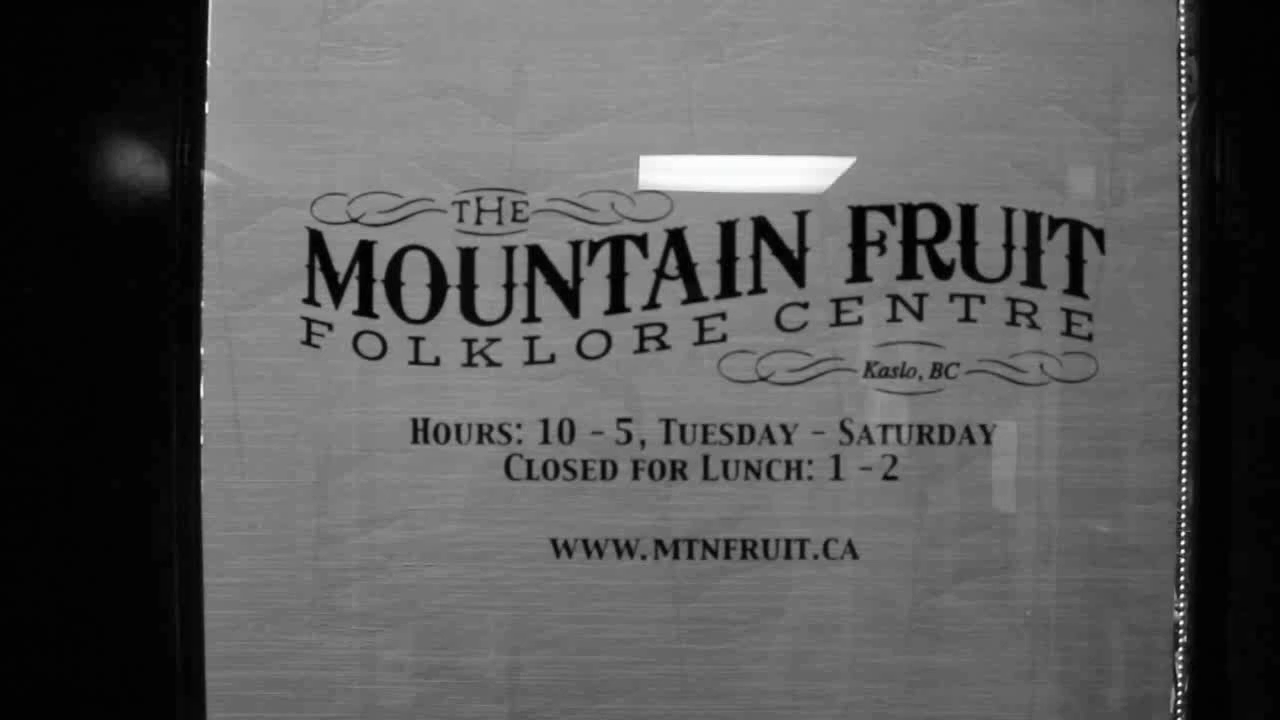 THE
MOUNTAIN FRUIT
FOLKLORE CENTRE
Kaslo, BC
HOURS: 10 - 5, TUESDAY - SATURDAY
CLOSED FOR LUNCH: 1 - 2
WWW.MTNFRUIT.CA